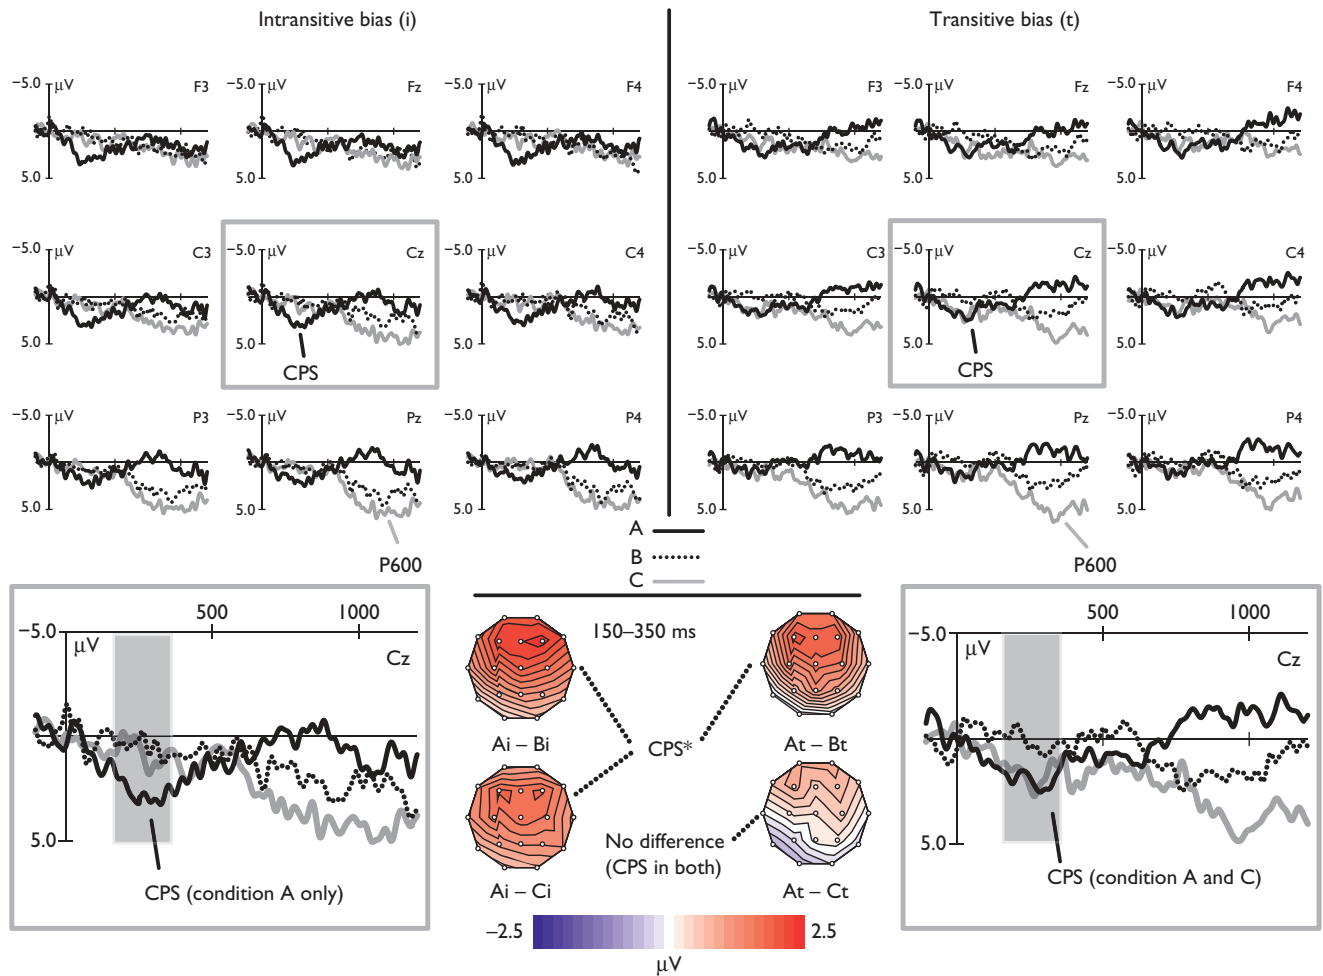 Intransitive bias (i)
Transitive bias (t)
−5.0 μV F3
5.0
−5.0 μV Fz
5.0
−5.0 μV F4
5.0
−5.0 μV F3
5.0
−5.0 μV Fz
5.0
−5.0 μV F4
5.0
−5.0 μV C3
5.0
−5.0 μV Cz
5.0
CPS
−5.0 μV C4
5.0
−5.0 μV C3
5.0
−5.0 μV Cz
5.0
CPS
−5.0 μV C4
5.0
−5.0 μV P3
5.0
−5.0 μV Pz
5.0
P600
−5.0 μV P4
5.0
−5.0 μV P3
5.0
−5.0 μV Pz
5.0
P600
−5.0 μV P4
5.0
A
B
C
500 1000
−5.0
μV
Cz
5.0
CPS (condition A only)
150–350 ms
Ai – Bi
CPS*
At – Bt
No difference
(CPS in both)
Ai – Ci
At – Ct
−2.5 2.5
μV
500 1000
−5.0
μV
Cz
5.0
CPS (condition A and C)